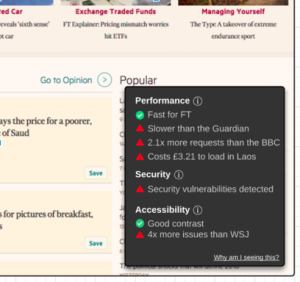 ed Car
Exchange Traded Funds
Managing Yourself
eveals 'sixth sense'
ot car
FT Explainer: Pricing mismatch worries
hit ETFs
The Type A takeover of extreme
endurance sport
Go to Opinion
Popular
ays the price for a poorer,
of Saud
Save
s for pictures of breakfast,
s
Save
Performance
Fast for FT
Slower than the Guardian
2.1x more requests than the BBC
Costs £3.21 to load in Laos
Security
Security vulnerabilities detected
Accessibility
Good contrast
4x more issues than WSJ
Why am I seeing this?